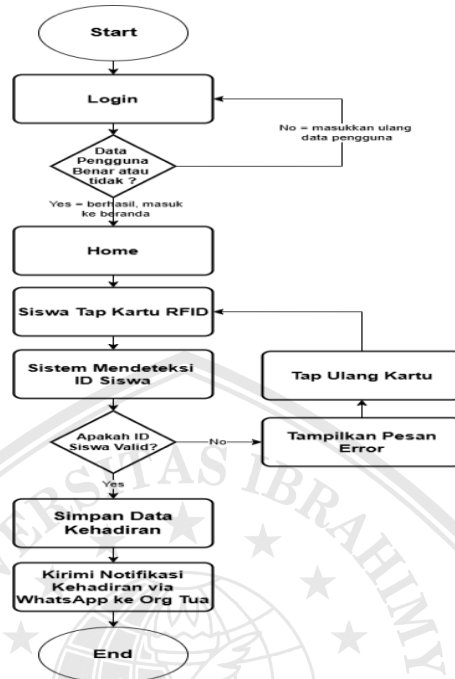 Start
Login
No = masukkan ulang
data pengguna
Data
Pengguna
Benar atau
tidak ?
Yes = berhasil, masuk
ke beranda
Home
Siswa Tap Kartu RFID
Sistem Mendeteksi
ID Siswa
Tap Ulang Kartu
Apakah ID
Siswa Valid?
No
Tampilkan Pesan
Error
Yes
Simpan Data
Kehadiran
Kirimi Notifikasi
Kehadiran via
WhatsApp ke Org Tua
End
ERSITAS IBRAHIMY